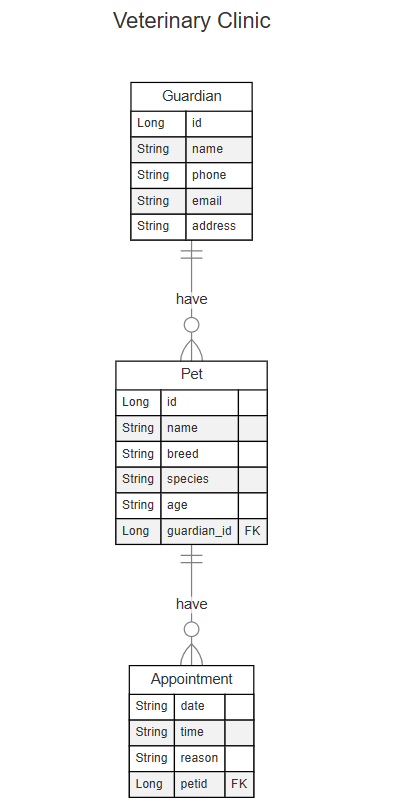 Veterinary Clinic
Guardian
Long id
String name
String phone
String email
String address
have
Pet
Long id
String name
String breed
String species
String age
Long guardian_id FK
have
Appointment
String date
String time
String reason
Long petid FK